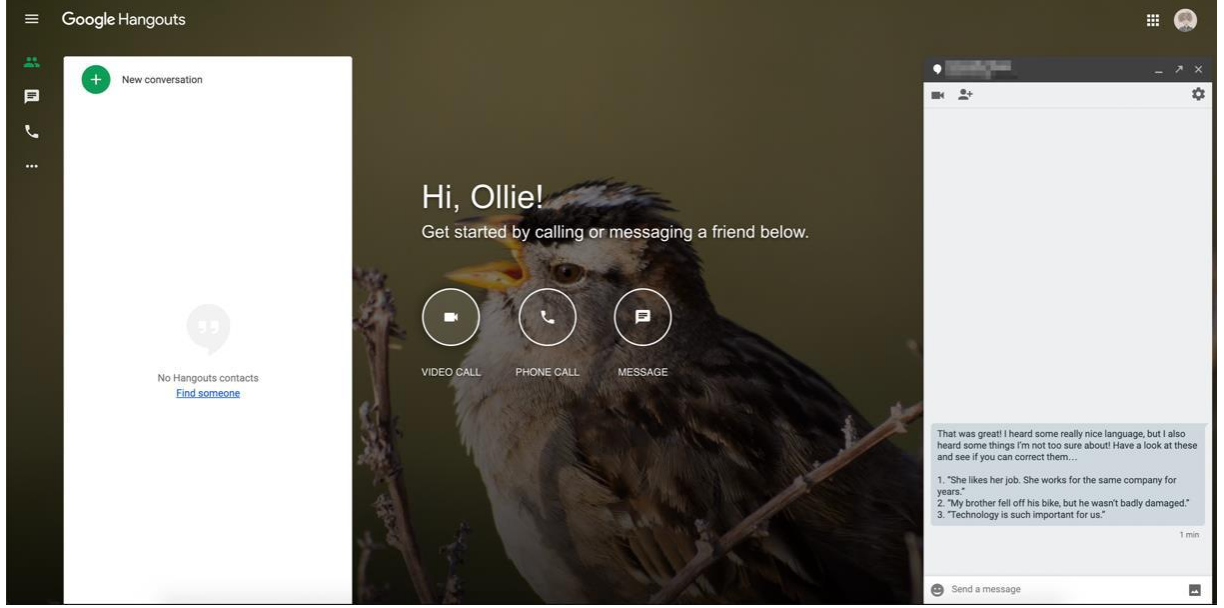 Google Hangouts
New conversation
Hi, Ollie!
Get started by calling or messaging a friend below.
VIDEO CALL
PHONE CALL
MESSAGE
No Hangouts contacts
Find someone
That was great! I heard some really nice language, but I also
heard some things I'm not too sure about! Have a look at these
and see if you can correct them…
1. "She likes her job. She works for the same company for
years."
2. "My brother fell off his bike, but he wasn't badly damaged."
3. "Technology is such important for us."
1 min
Send a message